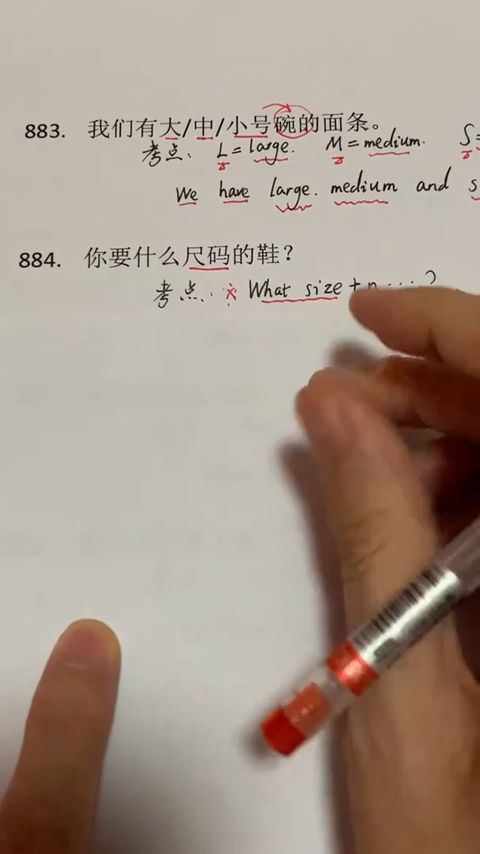 883. 我们有大/中/小号碗的面条。
考点: L = large. M = medium. S =
We have large. medium and s
884. 你要什么尺码的鞋？
考点: ※ What size + n ... ?